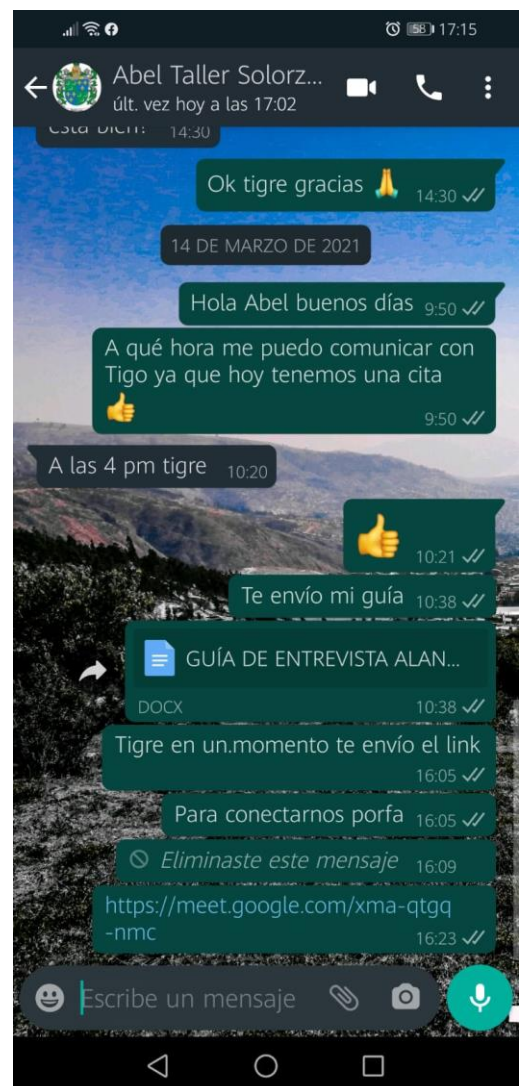 58 17:15
Abel Taller Solorz...
últ. vez hoy a las 17:02
está bien? 14:30
Ok tigre gracias 🙏 14:30
14 DE MARZO DE 2021
Hola Abel buenos días 9:50
A qué hora me puedo comunicar con
Tigo ya que hoy tenemos una cita
👍 9:50
A las 4 pm tigre 10:20
👍 10:21
Te envío mi guía 10:38
GUÍA DE ENTREVISTA ALAN...
DOCX 10:38
Tigre en un.momento te envío el link
16:05
Para conectarnos porfa 16:05
Eliminaste este mensaje 16:09
https://meet.google.com/xma-qtgq
-nmc 16:23
Escribe un mensaje